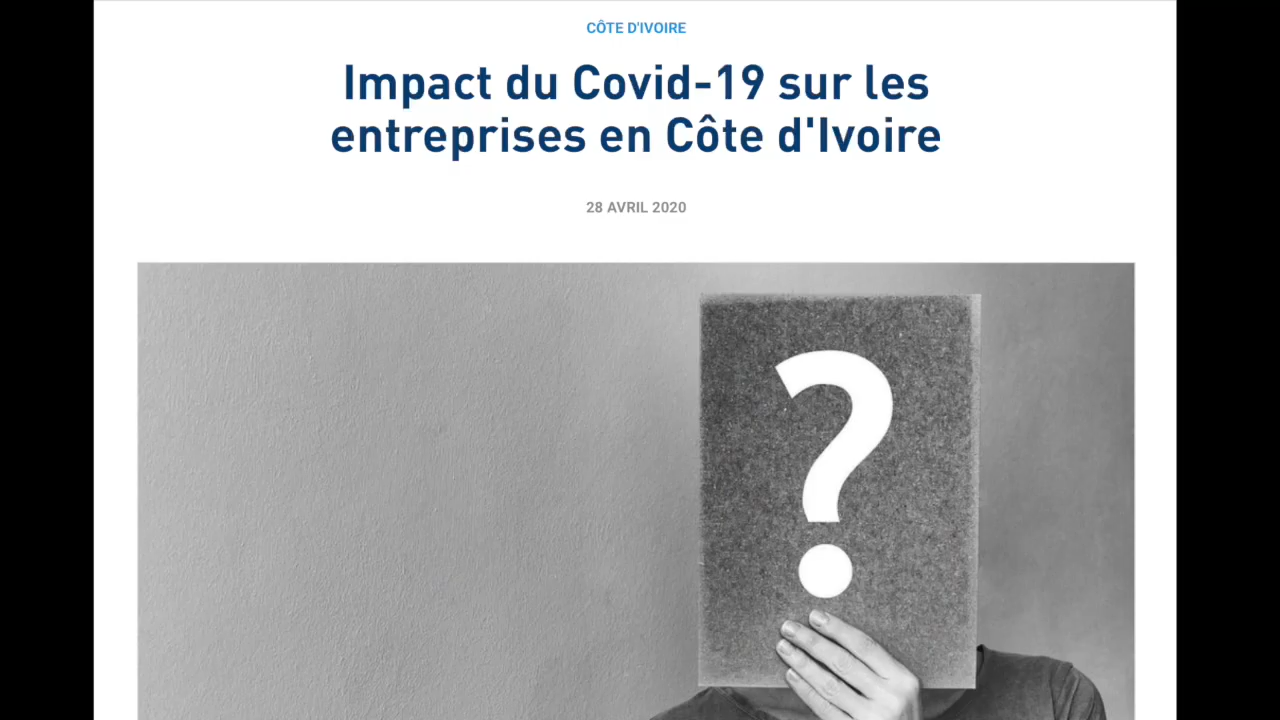 CÔTE D'IVOIRE
Impact du Covid-19 sur les
entreprises en Côte d'Ivoire
28 AVRIL 2020
?